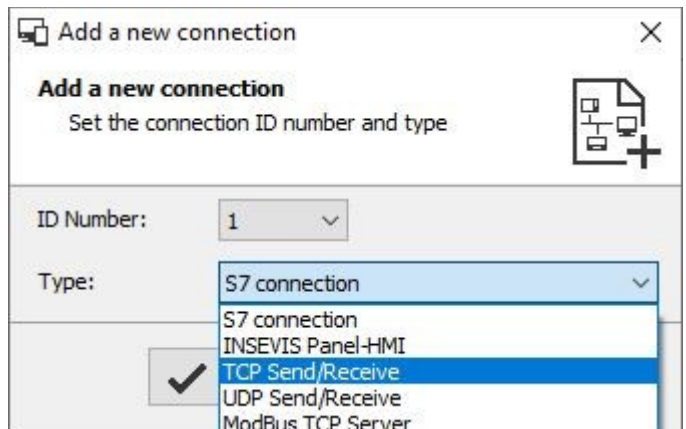 Add a new connection
Add a new connection
Set the connection ID number and type
ID Number: 1
Type: S7 connection
S7 connection
INSEVIS Panel-HMI
TCP Send/Receive
UDP Send/Receive
ModBus TCP Server